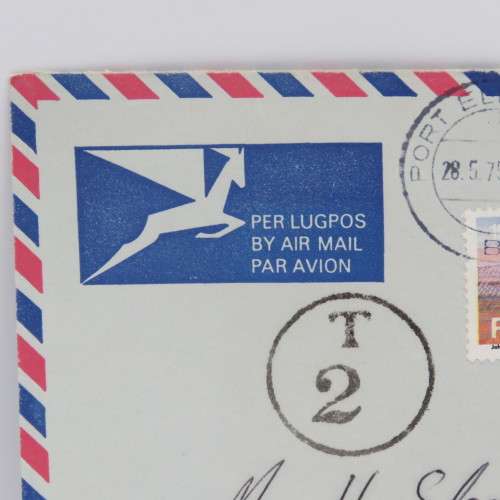 PER LUGPOS
BY AIR MAIL
PAR AVION
PORT EL
28.5.75
T
2